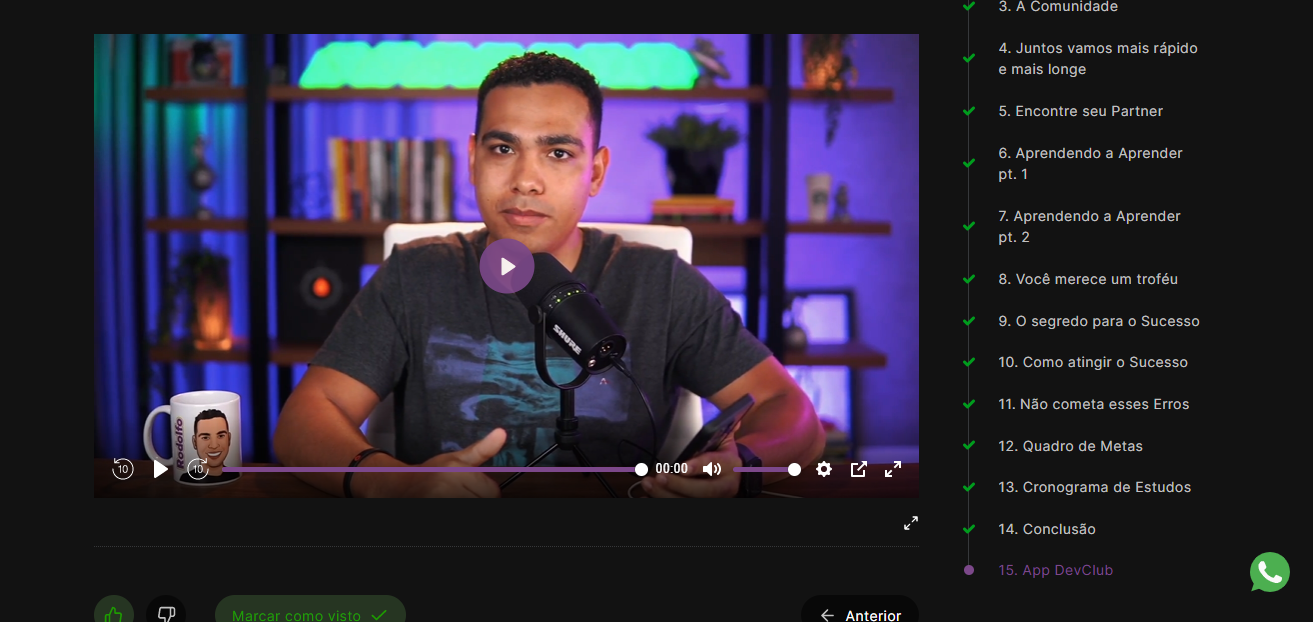 3. A Comunidade
4. Juntos vamos mais rápido
e mais longe
5. Encontre seu Partner
6. Aprendendo a Aprender
pt. 1
7. Aprendendo a Aprender
pt. 2
8. Você merece um troféu
9. O segredo para o Sucesso
10. Como atingir o Sucesso
11. Não cometa esses Erros
12. Quadro de Metas
13. Cronograma de Estudos
14. Conclusão
15. App DevClub
SHURE
Rodolfo
10
10
00:00
Marcar como visto
Anterior